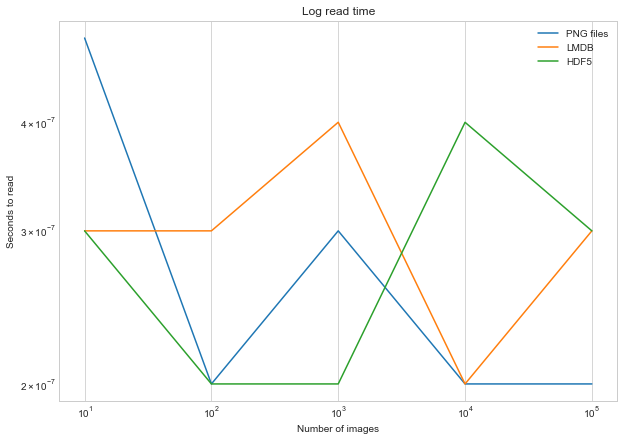 Log read time
PNG files
LMDB
HDF5
Seconds to read
4 × 10⁻⁷
3 × 10⁻⁷
2 × 10⁻⁷
10¹ 10² 10³ 10⁴ 10⁵
Number of images